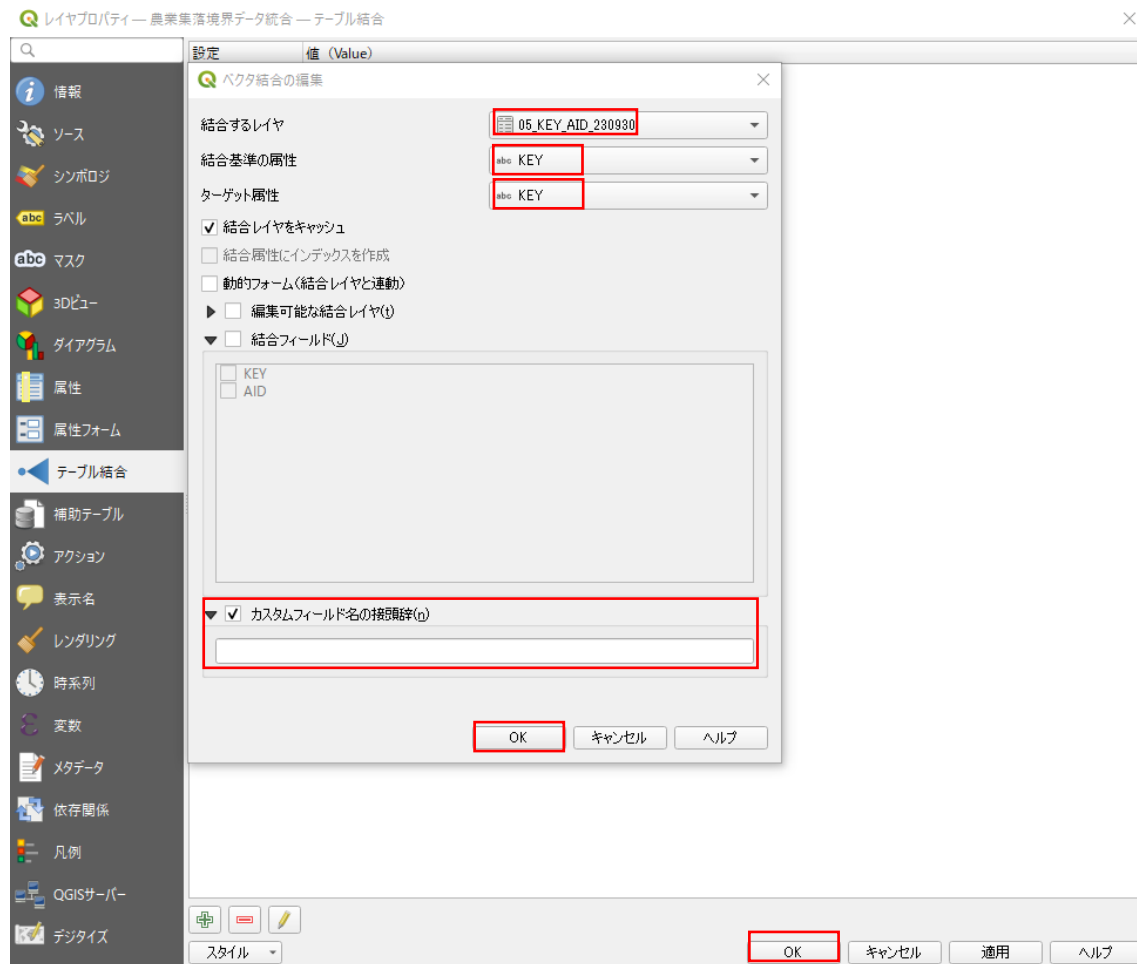 レイヤプロパティ — 農業集落境界データ統合 — テーブル結合
設定 値 (Value)
情報
ソース
シンボロジ
abc ラベル
abc マスク
3Dビュー
ダイアグラム
属性
属性フォーム
テーブル結合
補助テーブル
アクション
表示名
レンダリング
時系列
変数
メタデータ
依存関係
凡例
QGISサーバー
デジタイズ
ベクタ結合の編集
結合するレイヤ 05_KEY_AID_230930
結合基準の属性 abc KEY
ターゲット属性 abc KEY
結合レイヤをキャッシュ
結合属性にインデックスを作成
動的フォーム(結合レイヤと連動)
編集可能な結合レイヤ(t)
結合フィールド(J)
KEY
AID
カスタムフィールド名の接頭辞(n)
OK キャンセル ヘルプ
スタイル OK キャンセル 適用 ヘルプ